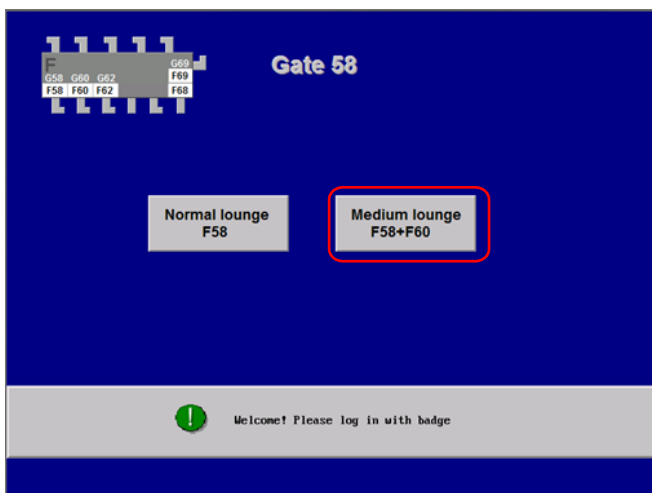 Gate 58
F
G69
G58 G60 G62
F69
F58 F60 F62
F68
Normal lounge
F58
Medium lounge
F58+F60
Welcome! Please log in with badge